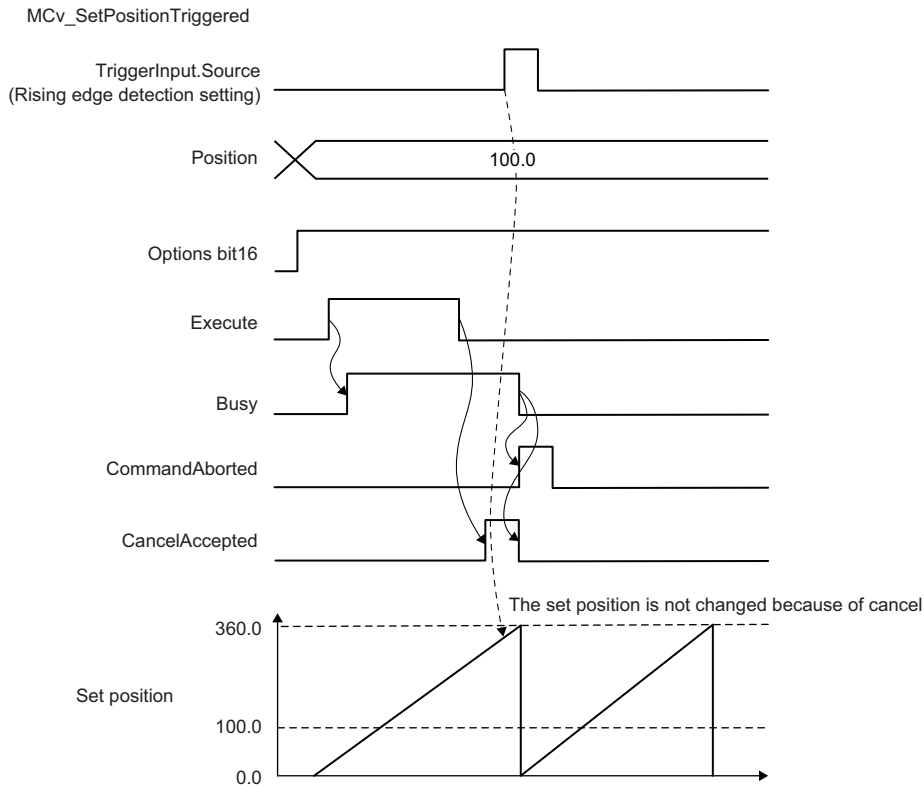 MCv_SetPositionTriggered
TriggerInput.Source
(Rising edge detection setting)
Position
100.0
Options bit16
Execute
Busy
CommandAborted
CancelAccepted
The set position is not changed because of cancel
360.0
Set position
100.0
0.0